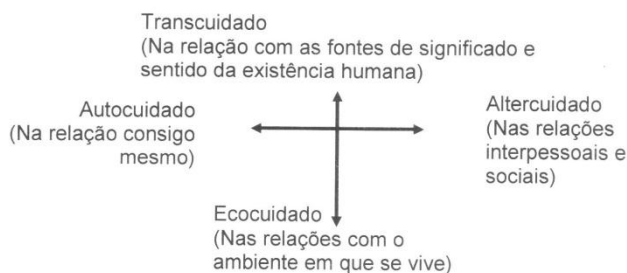 Transcuidado
(Na relação com as fontes de significado e
sentido da existência humana)
Autocuidado
(Na relação consigo
mesmo)
Altercuidado
(Nas relações
interpessoais e
sociais)
Ecocuidado
(Nas relações com o
ambiente em que se vive)